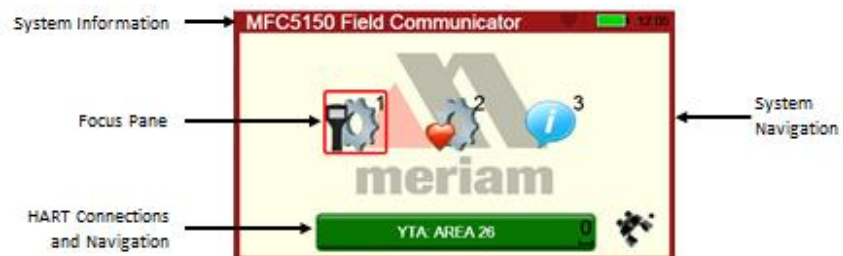 System Information
MFC5150 Field Communicator
12:00
1
2
3
Focus Pane
System
Navigation
meriam
HART Connections
and Navigation
YTA: AREA 26
0